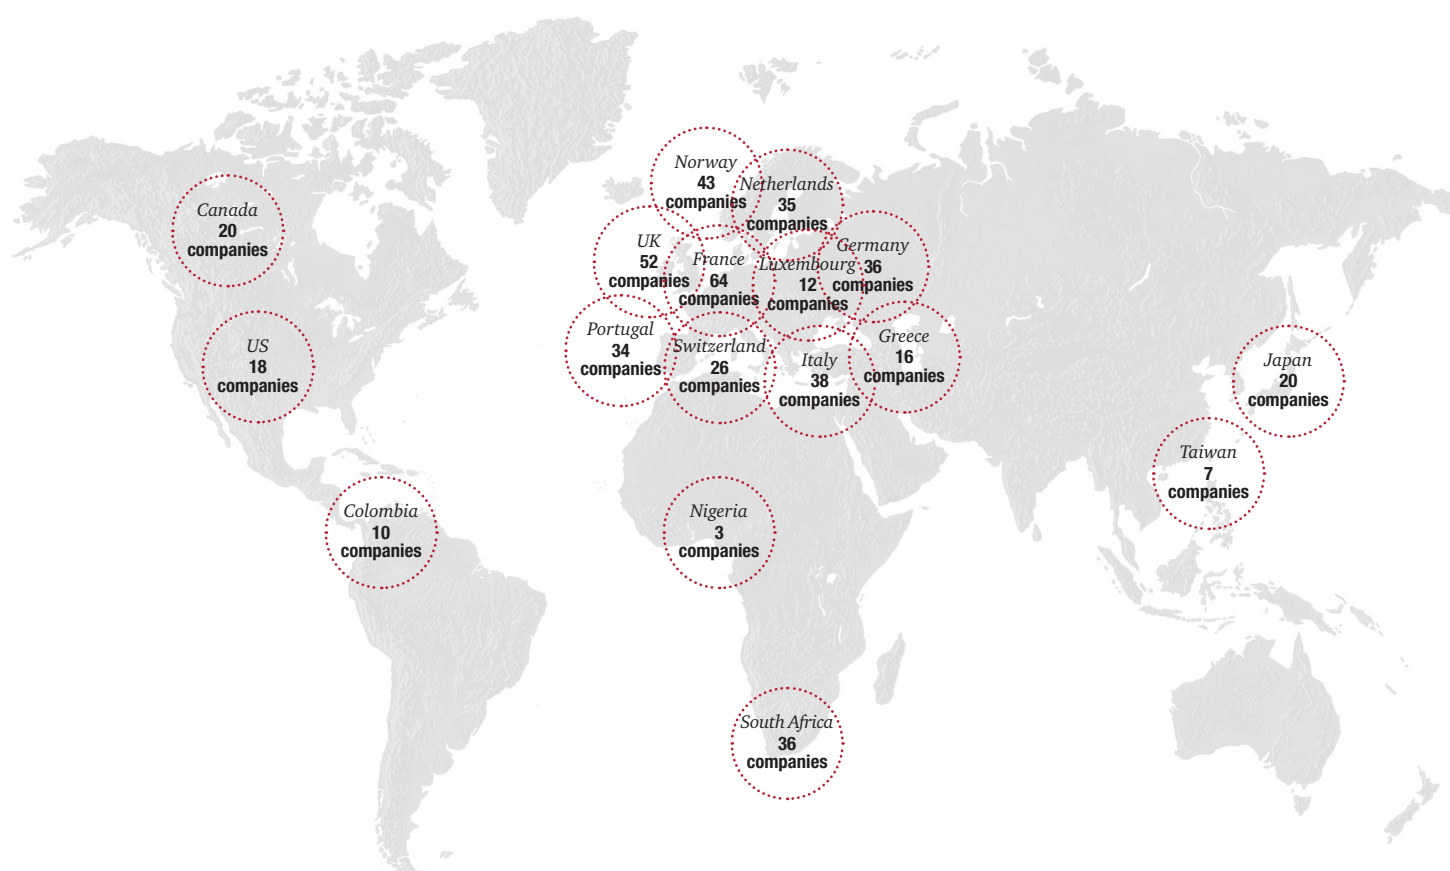 Norway
43
companies
Netherlands
35
companies
Canada
20
companies
UK
52
companies
France
64
companies
Luxembourg
12
companies
Germany
36
companies
Portugal
34
companies
Switzerland
26
companies
Italy
38
companies
Greece
16
companies
US
18
companies
Japan
20
companies
Taiwan
7
companies
Colombia
10
companies
Nigeria
3
companies
South Africa
36
companies